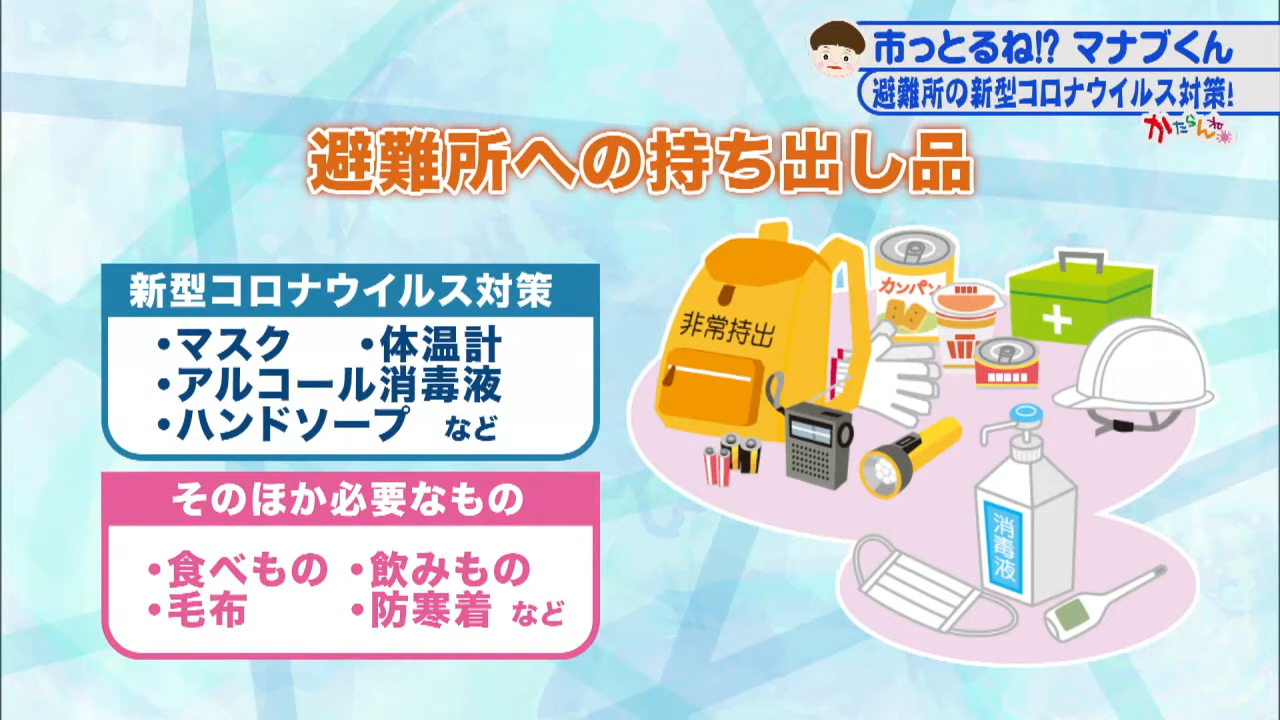 市っとるね!? マナブくん
避難所の新型コロナウイルス対策!
かたらんね
避難所への持ち出し品
新型コロナウイルス対策
・マスク ・体温計
・アルコール消毒液
・ハンドソープ など
そのほか必要なもの
・食べもの ・飲みもの
・毛布 ・防寒着 など
非常持出
カンパン
消毒液